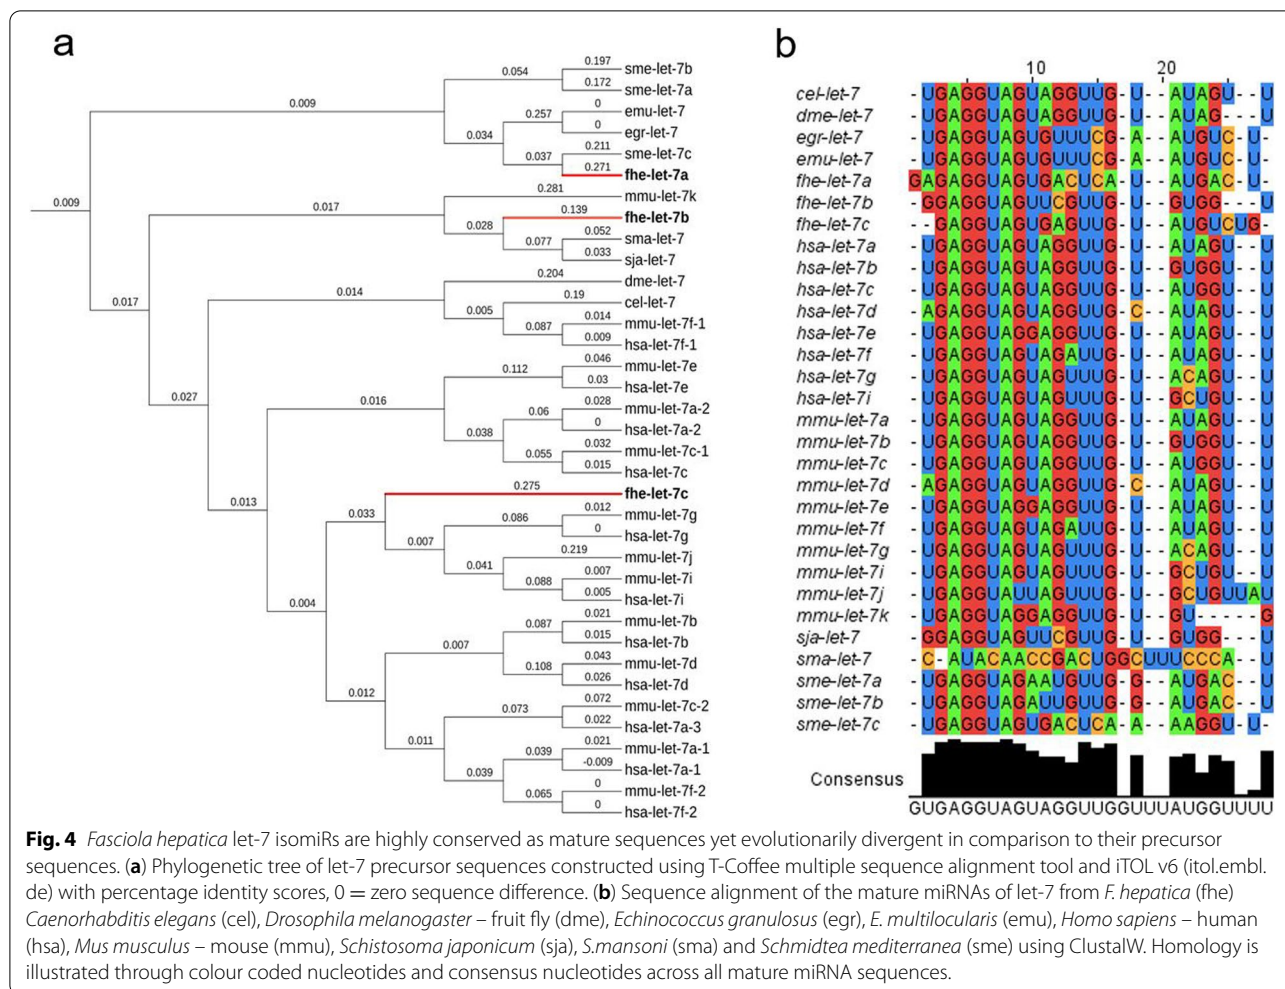 a
0.009
0.009
0.054
0.197
sme-let-7b
0.172
sme-let-7a
0.034
0.257
0
emu-let-7
0
egr-let-7
0.037
0.211
sme-let-7c
0.271
fhe-let-7a
0.017
0.017
0.281
mmu-let-7k
0.028
0.139
fhe-let-7b
0.077
0.052
sma-let-7
0.033
sja-let-7
0.027
0.014
0.204
dme-let-7
0.005
0.19
cel-let-7
0.087
0.014
mmu-let-7f-1
0.009
hsa-let-7f-1
0.013
0.016
0.112
0.046
mmu-let-7e
0.03
hsa-let-7e
0.038
0.06
0.028
mmu-let-7a-2
0
hsa-let-7a-2
0.055
0.032
mmu-let-7c-1
0.015
hsa-let-7c
0.004
0.033
0.275
fhe-let-7c
0.007
0.086
0.012
mmu-let-7g
0
hsa-let-7g
0.041
0.219
mmu-let-7j
0.088
0.007
mmu-let-7i
0.005
hsa-let-7i
0.012
0.007
0.087
0.021
mmu-let-7b
0.015
hsa-let-7b
0.108
0.043
mmu-let-7d
0.026
hsa-let-7d
0.011
0.073
0.072
mmu-let-7c-2
0.022
hsa-let-7a-3
0.039
0.039
0.021
mmu-let-7a-1
-0.009
hsa-let-7a-1
0.065
0
mmu-let-7f-2
0
hsa-let-7f-2
b
10 20
cel-let-7 -UGAGGUAGUAGGUUG-U--AUAGU--U
dme-let-7 -UGAGGUAGUAGGUUG-U--AUAG---U
egr-let-7 -UGAGGUAGUGUUUCG-A--AUGUC-U-
emu-let-7 -UGAGGUAGUGUUUCG-A--AUGUC-U-
fhe-let-7a GAGAGGUAGUGACUCA-U--AUGAC-U-
fhe-let-7b -GGAGGUAGUUCGUUG-U--GUGG---U
fhe-let-7c --GAGGUAGUGAGUUG-U--AUGUCUG-
hsa-let-7a -UGAGGUAGUAGGUUG-U--AUAGU--U
hsa-let-7b -UGAGGUAGUAGGUUG-U--GUGGU--U
hsa-let-7c -UGAGGUAGUAGGUUG-U--AUGGU--U
hsa-let-7d -AGAGGUAGUAGGUUG-C--AUAGU--U
hsa-let-7e -UGAGGUAGGAGGUUG-U--AUAGU--U
hsa-let-7f -UGAGGUAGUAGAUUG-U--AUAGU--U
hsa-let-7g -UGAGGUAGUAGUUUG-U--ACAGU--U
hsa-let-7i -UGAGGUAGUAGUUUG-U--GCUGU--U
mmu-let-7a -UGAGGUAGUAGGUUG-U--AUAGU--U
mmu-let-7b -UGAGGUAGUAGGUUG-U--GUGGU--U
mmu-let-7c -UGAGGUAGUAGGUUG-U--AUGGU--U
mmu-let-7d -AGAGGUAGUAGGUUG-C--AUAGU--U
mmu-let-7e -UGAGGUAGGAGGUUG-U--AUAGU--U
mmu-let-7f -UGAGGUAGUAGAUUG-U--AUAGU--U
mmu-let-7g -UGAGGUAGUAGUUUG-U--ACAGU--U
mmu-let-7i -UGAGGUAGUAGUUUG-U--GCUGU--U
mmu-let-7j -UGAGGUAUUAGUUUG-U--GCUGUUAU
mmu-let-7k -UGAGGUAGGAGGUUG-U--GU-----G
sja-let-7 -GGAGGUAGUUCGUUG-U--GUGG---U
sma-let-7 -C-AUACAACCGACUGGCUUUCCCA--U
sme-let-7a -UGAGGUAGAAUGUUG-G--AUGAC--U
sme-let-7b -UGAGGUAGAUUGUUG-G--AUGAC--U
sme-let-7c -UGAGGUAGUGACUCA-A--AAGGU-U-
Consensus
GUGAGGUAGUAGGUUGGUUUAUGGUUUU
Fig. 4 Fasciola hepatica let-7 isomiRs are highly conserved as mature sequences yet evolutionarily divergent in comparison to their precursor
sequences. (a) Phylogenetic tree of let-7 precursor sequences constructed using T-Coffee multiple sequence alignment tool and iTOL v6 (itol.embl.
de) with percentage identity scores, 0 = zero sequence difference. (b) Sequence alignment of the mature miRNAs of let-7 from F. hepatica (fhe)
Caenorhabditis elegans (cel), Drosophila melanogaster – fruit fly (dme), Echinococcus granulosus (egr), E. multilocularis (emu), Homo sapiens – human
(hsa), Mus musculus – mouse (mmu), Schistosoma japonicum (sja), S.mansoni (sma) and Schmidtea mediterranea (sme) using ClustalW. Homology is
illustrated through colour coded nucleotides and consensus nucleotides across all mature miRNA sequences.